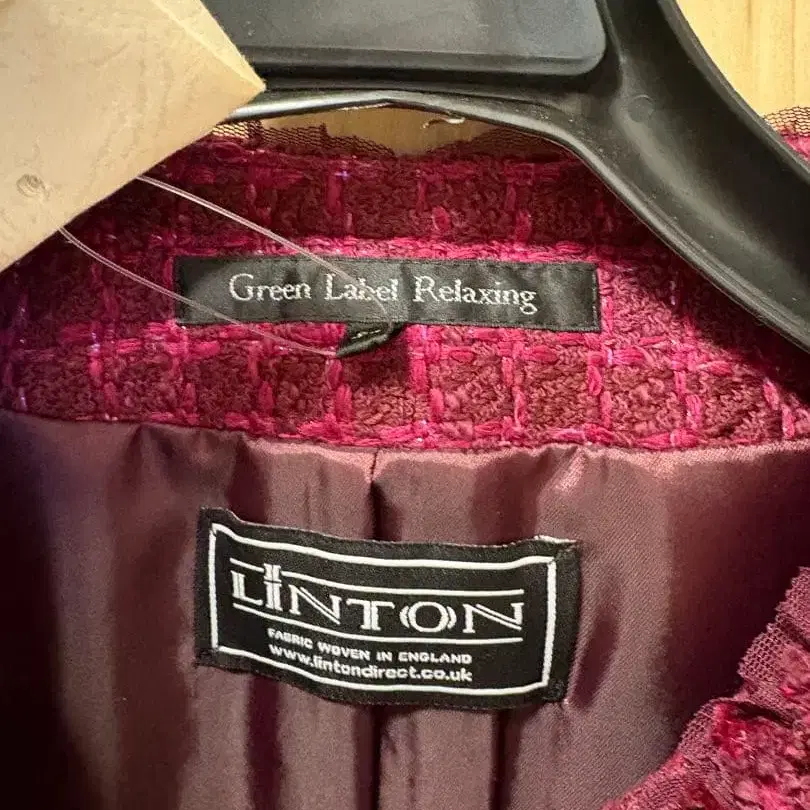 Green Label Relaxing
LINTON
FABRIC WOVEN IN ENGLAND
www.lintondirect.co.uk